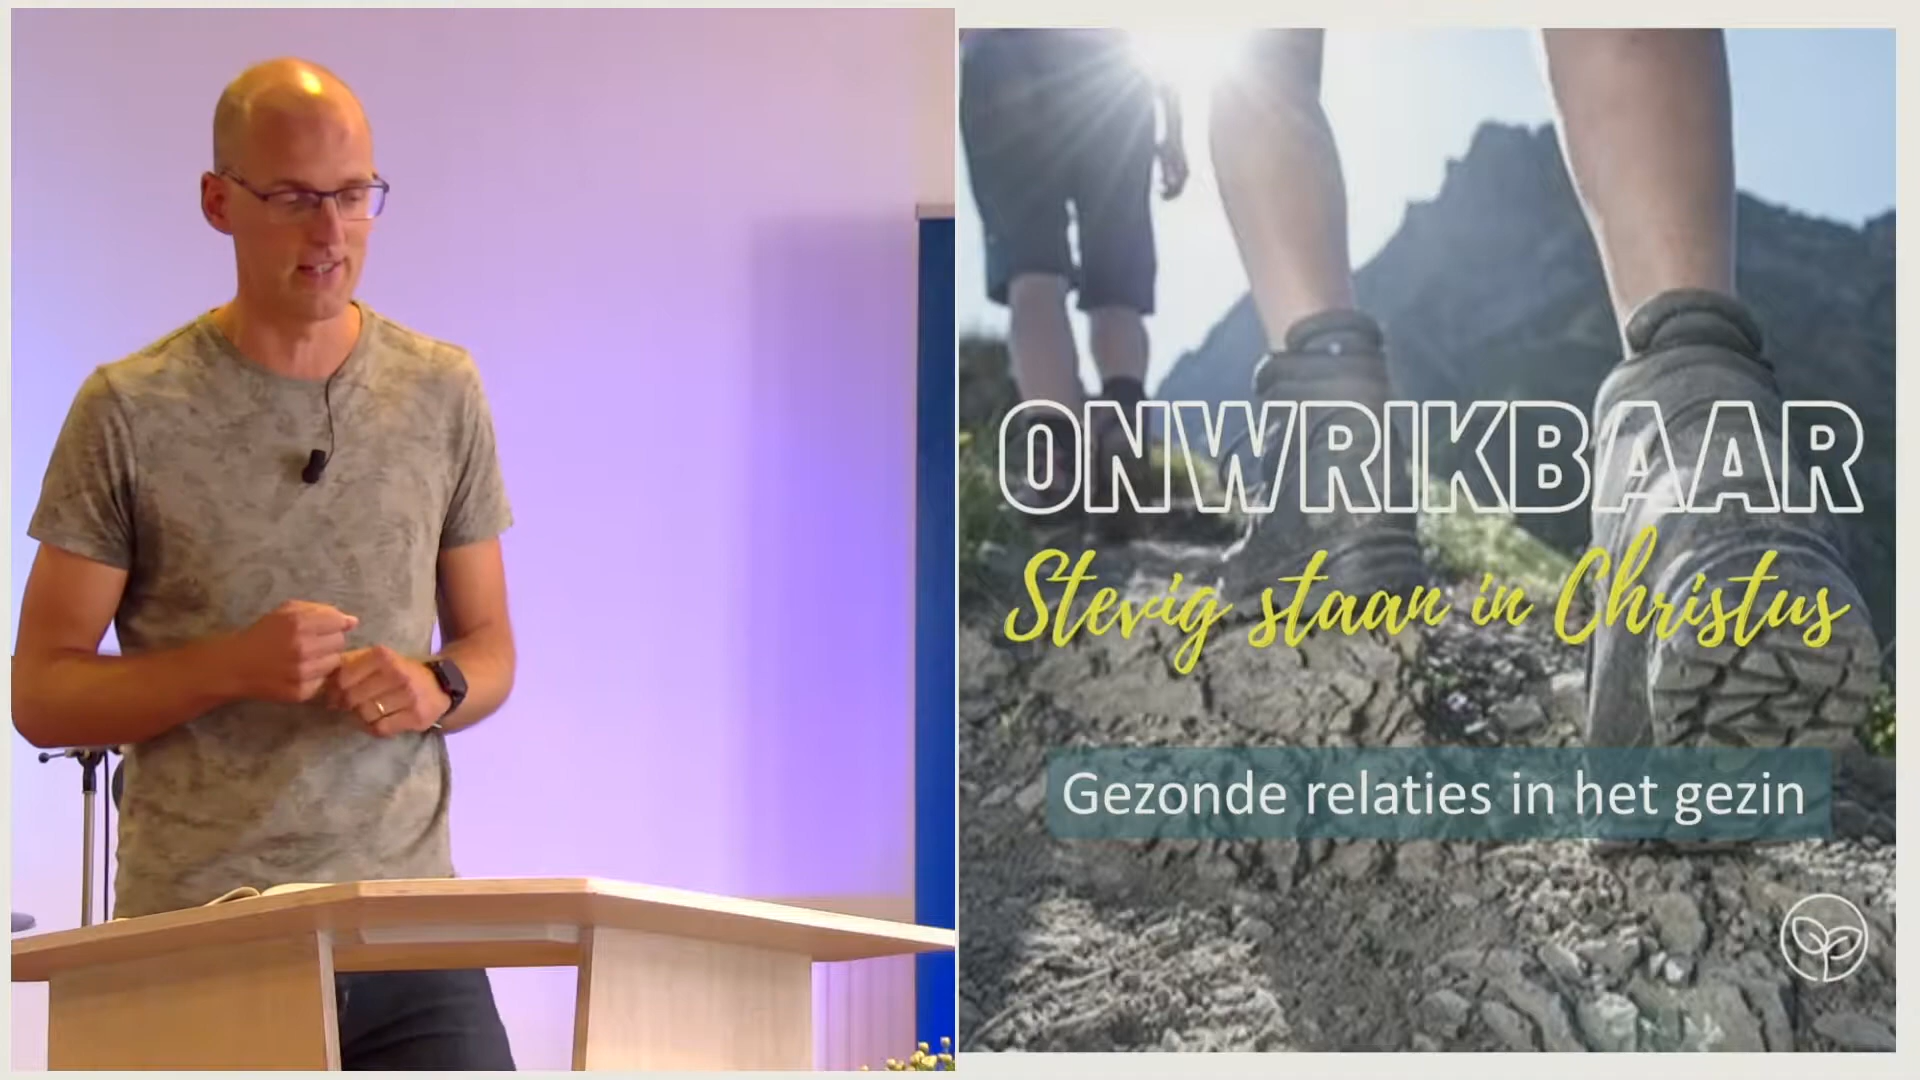 ONWRIKBAAR
Stevig staan in Christus
Gezonde relaties in het gezin